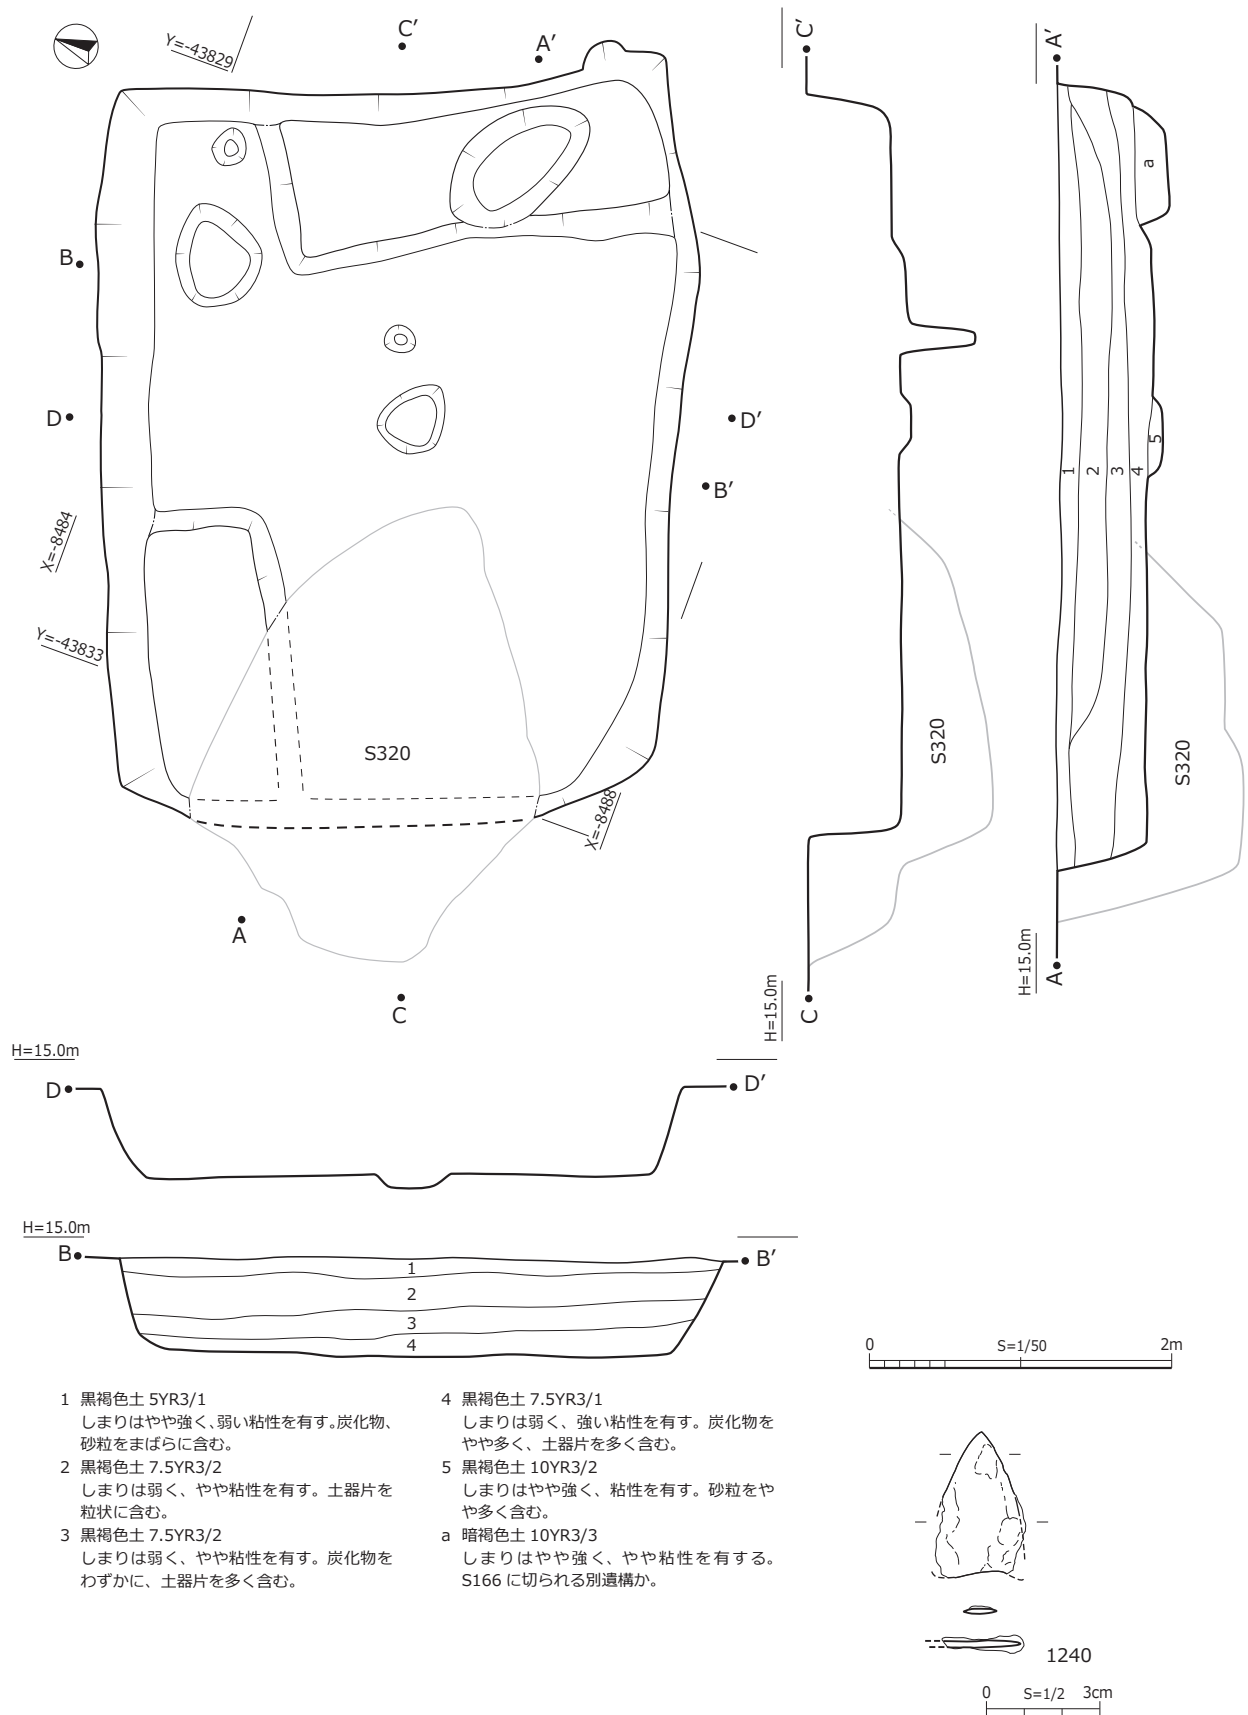 C′
A′
Y=-43829
B
D
D′
B′
X=-8484
Y=-43833
S320
X=-8488
A
C
C′
S320
H=15.0m
C
A′
a
1
2
3
4
5
S320
H=15.0m
A
H=15.0m
D
D′
H=15.0m
B
B′
1
2
3
4
0 S=1/50 2m
1 黒褐色土 5YR3/1
しまりはやや強く、弱い粘性を有す。炭化物、
砂粒をまばらに含む。
2 黒褐色土 7.5YR3/2
しまりは弱く、やや粘性を有す。土器片を
粒状に含む。
3 黒褐色土 7.5YR3/2
しまりは弱く、やや粘性を有す。炭化物を
わずかに、土器片を多く含む。
4 黒褐色土 7.5YR3/1
しまりは弱く、強い粘性を有す。炭化物を
やや多く、土器片を多く含む。
5 黒褐色土 10YR3/2
しまりはやや強く、粘性を有す。砂粒をや
や多く含む。
a 暗褐色土 10YR3/3
しまりはやや強く、やや粘性を有する。
S166 に切られる別遺構か。
1240
0 S=1/2 3cm